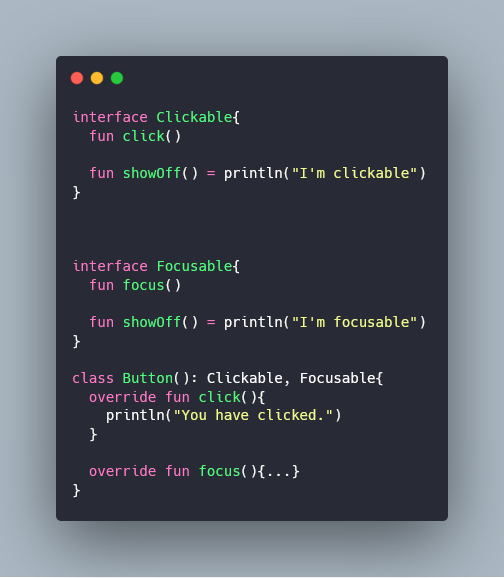 interface Clickable{
  fun click()
  fun showOff() = println("I'm clickable")
}
interface Focusable{
  fun focus()
  fun showOff() = println("I'm focusable")
}
class Button(): Clickable, Focusable{
  override fun click(){
    println("You have clicked.")
  }
  override fun focus(){...}
}